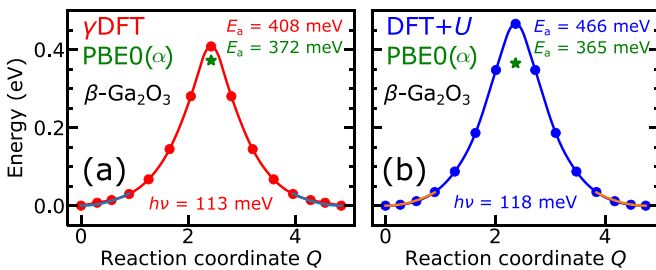 γDFT
Eₐ = 408 meV
PBE0(α)
Eₐ = 372 meV
β-Ga₂O₃
(a)
hν = 113 meV
Energy (eV)
0.4
0.2
0.0
0
2
4
Reaction coordinate Q
DFT+U
Eₐ = 466 meV
PBE0(α)
Eₐ = 365 meV
β-Ga₂O₃
(b)
hν = 118 meV
0
2
4
Reaction coordinate Q